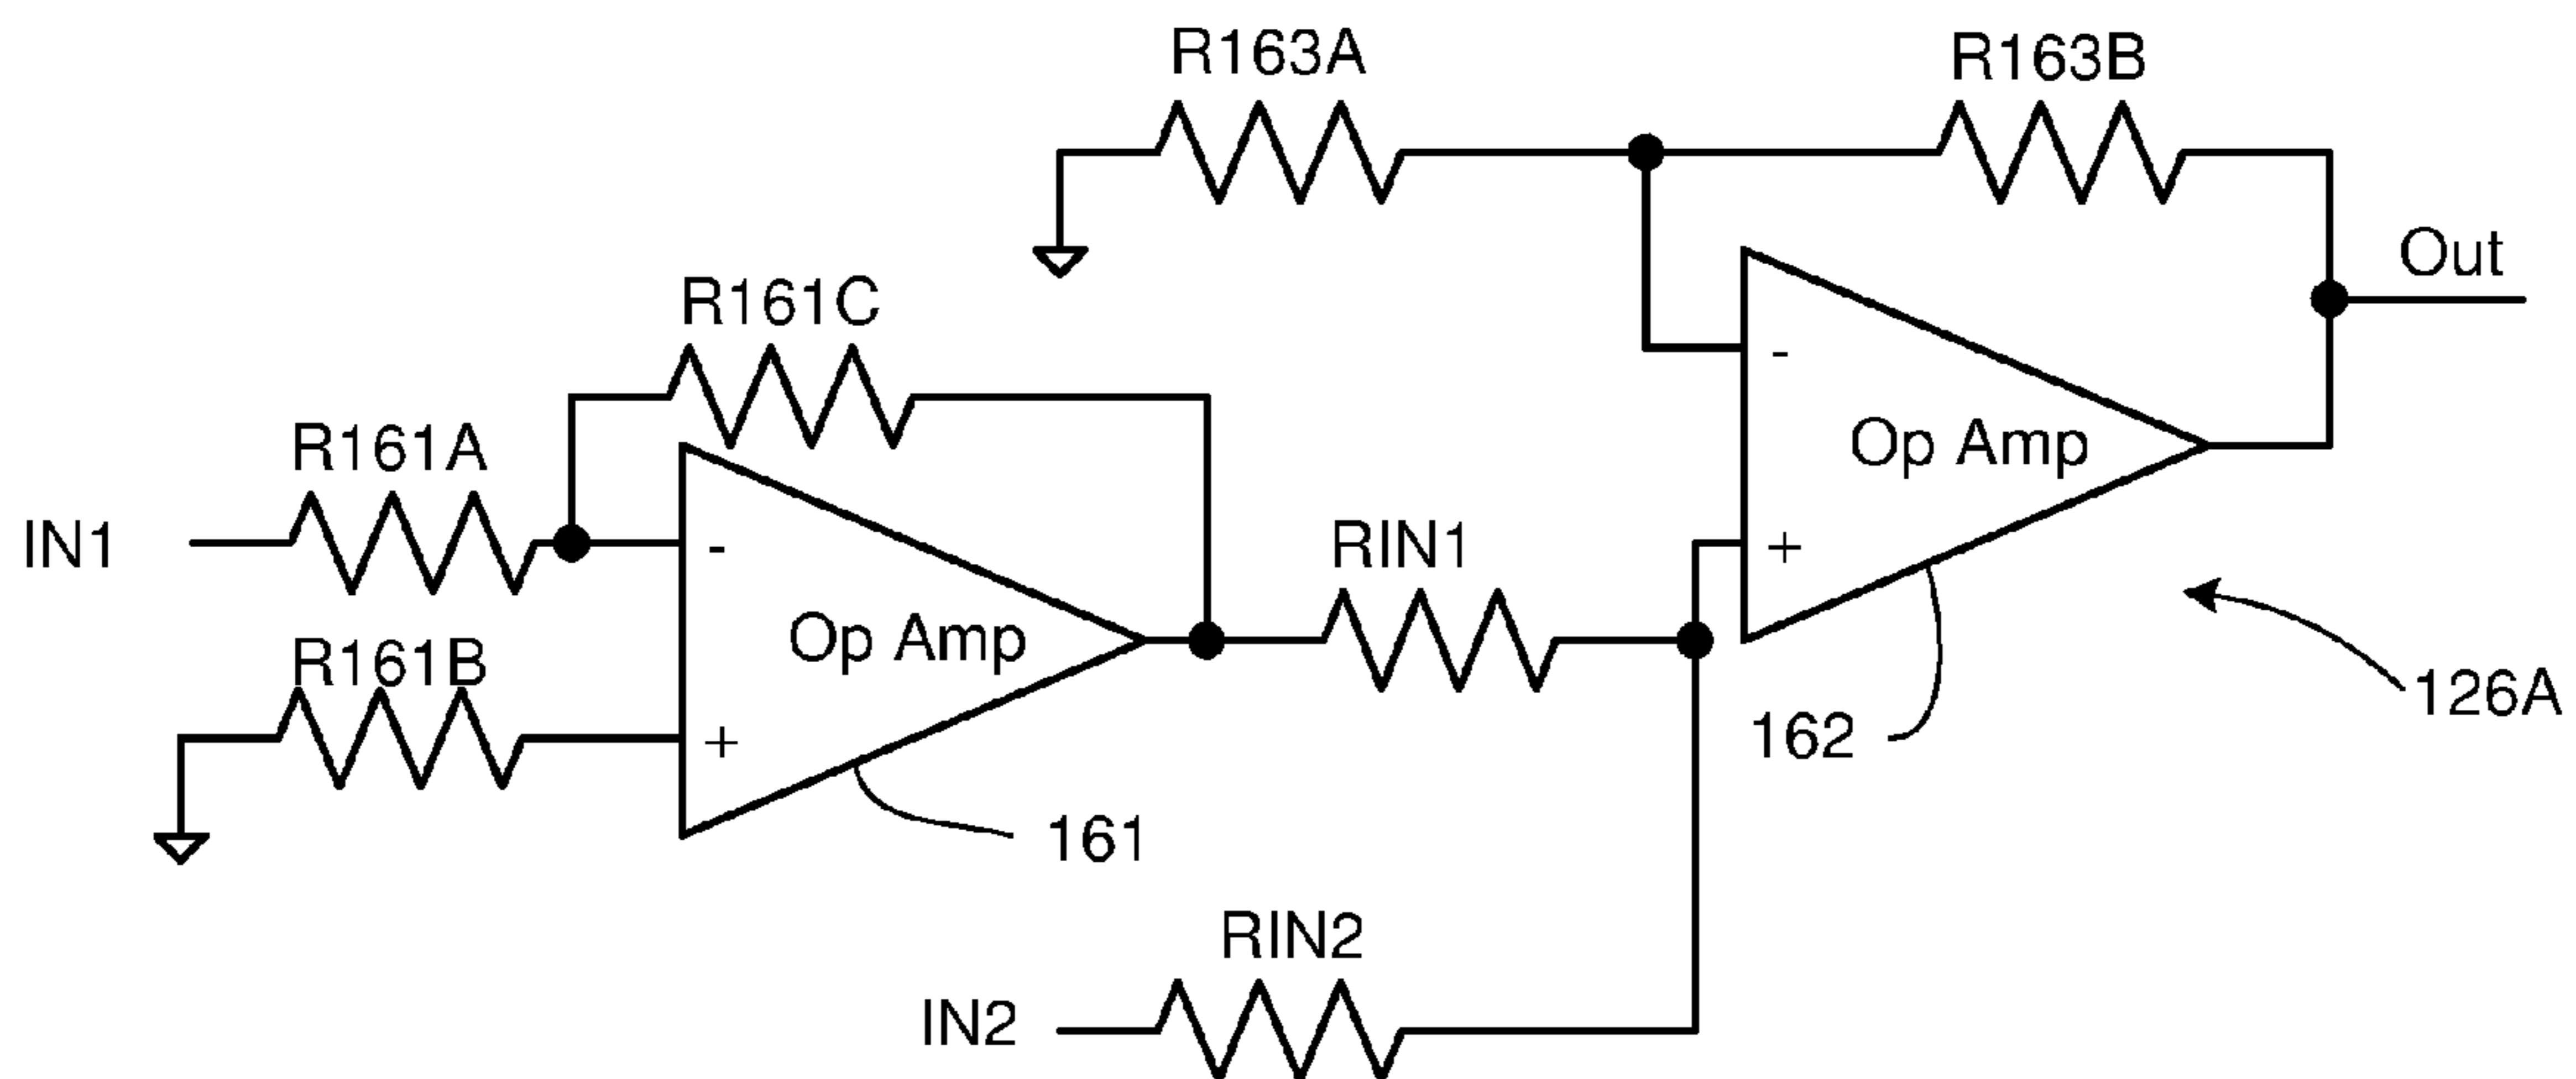 R163A
R163B
Out
R161C
R161A
IN1
-
Op Amp
+
R161B
161
RIN1
-
Op Amp
+
162
126A
RIN2
IN2